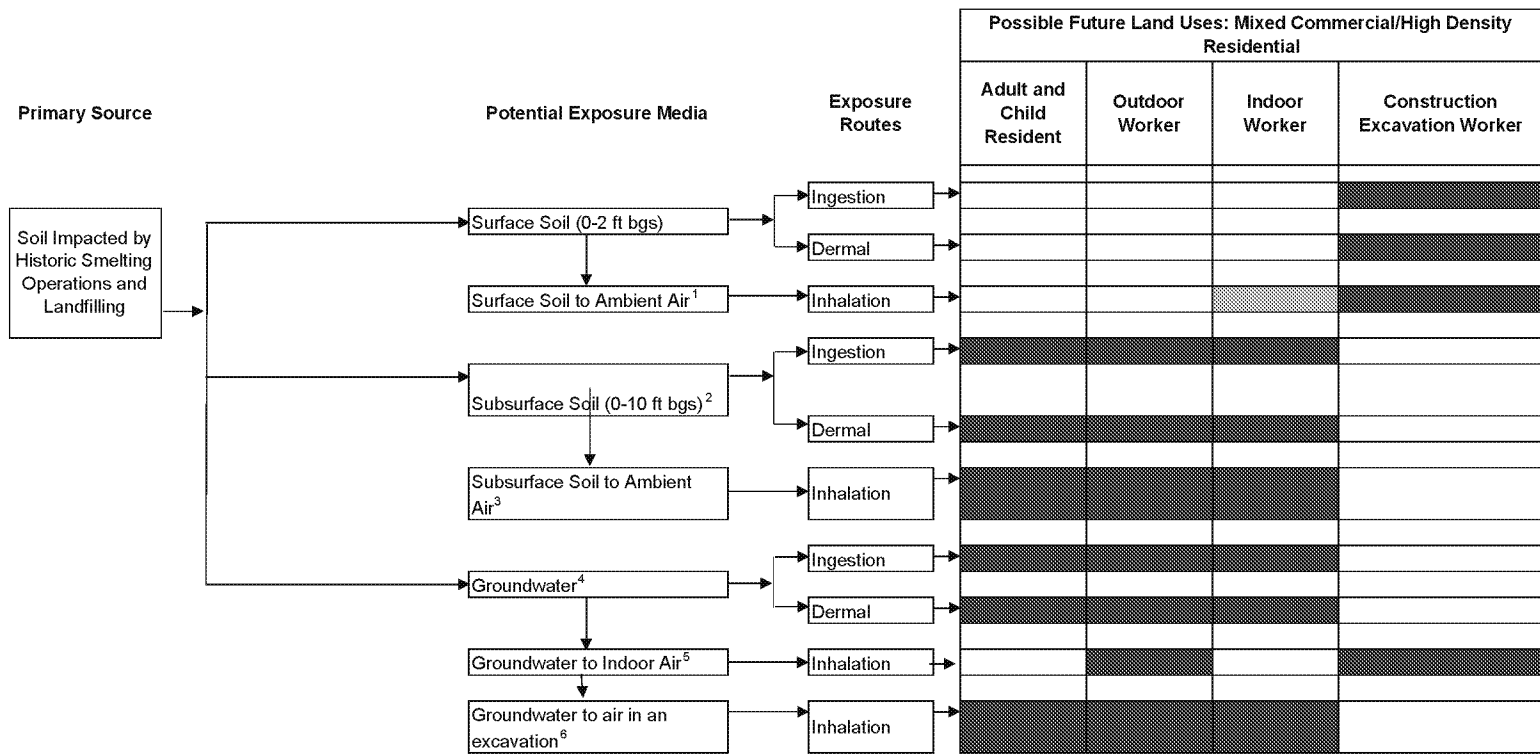 Possible Future Land Uses: Mixed Commercial/High Density
Residential
Primary Source
Potential Exposure Media
Exposure
Routes
Adult and
Child
Resident
Outdoor
Worker
Indoor
Worker
Construction
Excavation Worker
Soil Impacted by
Historic Smelting
Operations and
Landfilling
Surface Soil (0-2 ft bgs)
Ingestion
Dermal
Surface Soil to Ambient Air1
Inhalation
Subsurface Soil (0-10 ft bgs)2
Ingestion
Dermal
Subsurface Soil to Ambient
Air3
Inhalation
Groundwater4
Ingestion
Dermal
Groundwater to Indoor Air5
Inhalation
Groundwater to air in an
excavation6
Inhalation